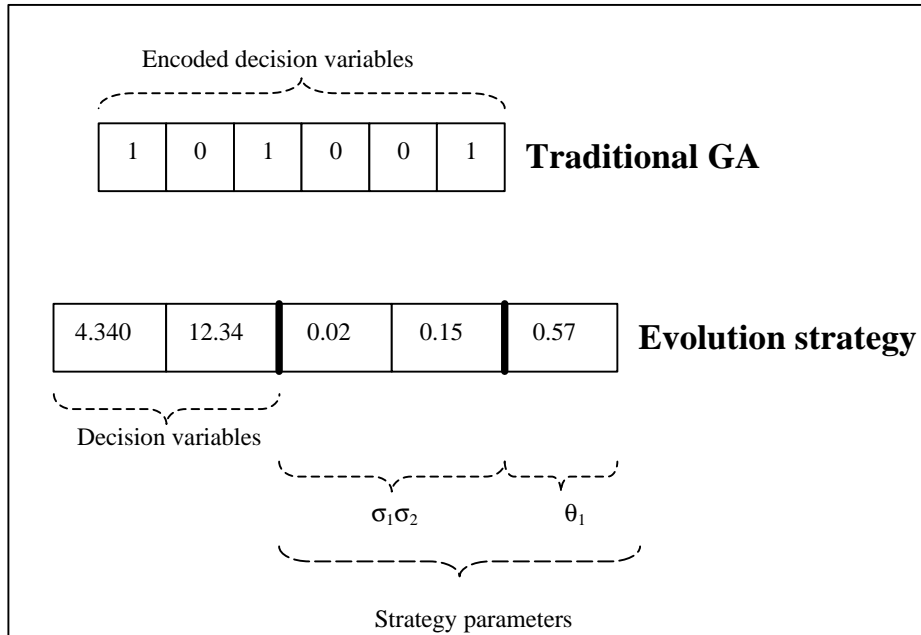 Encoded decision variables
1 0 1 0 0 1 Traditional GA
4.340 12.34 0.02 0.15 0.57 Evolution strategy
Decision variables
σ₁σ₂ θ₁
Strategy parameters